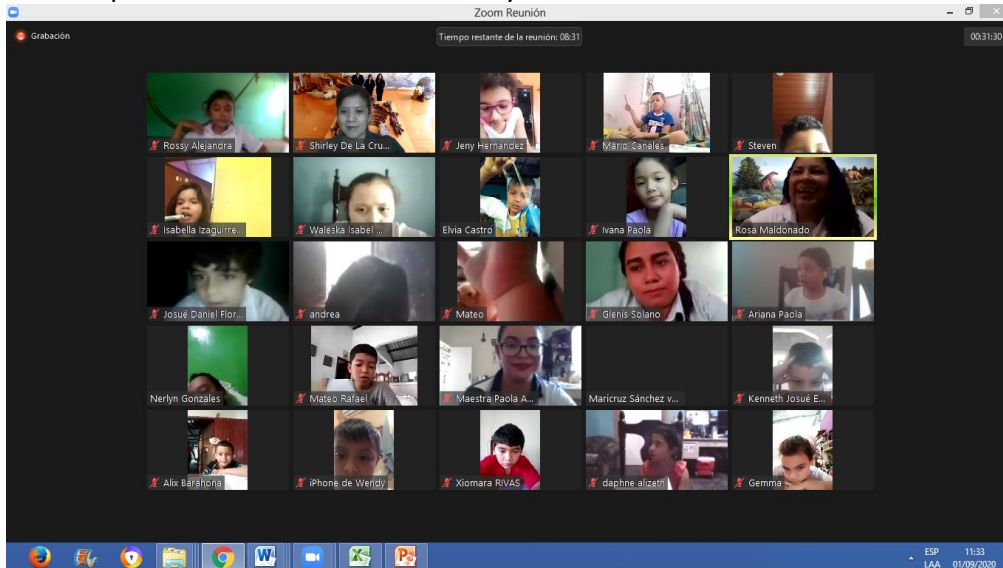 Zoom Reunión
Grabación
Tiempo restante de la reunión: 08:31
00:31:30
Rossy Alejandra
Shirley De La Cru...
Jeny Hernandez
Mario Canales
Steven
Isabella Izaguirre...
Waleska Isabel ...
Elvia Castro
Ivana Paola
Rosa Maldonado
Josué Daniel Flor...
andrea
Mateo
Glenis Solano
Ariana Paola
Nerlyn Gonzales
Mateo Rafael
Maestra Paola A...
Maricruz Sánchez v...
Kenneth Josué E...
Alix Barahona
iPhone de Wendy
Xiomara RIVAS
daphne alizeth
Gemma
ESP
LAA
11:33
01/09/2020